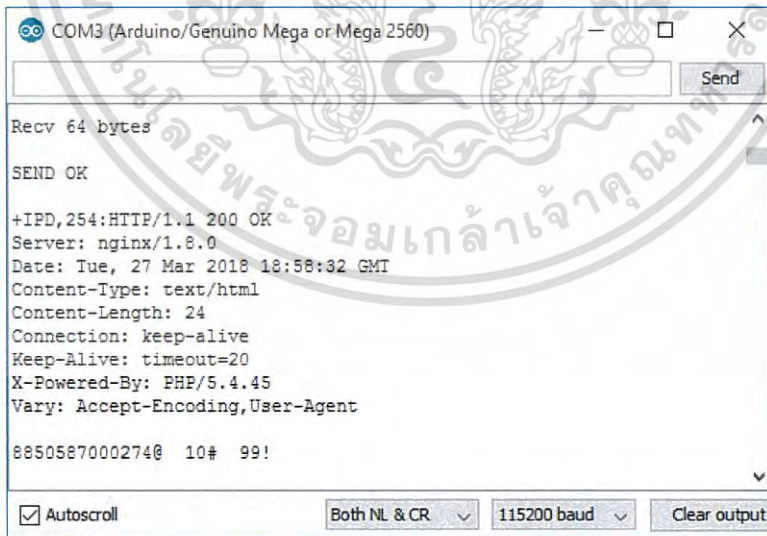 COM3 (Arduino/Genuino Mega or Mega 2560)
Send
Recv 64 bytes
SEND OK
+IPD,254:HTTP/1.1 200 OK
Server: nginx/1.8.0
Date: Tue, 27 Mar 2018 18:58:32 GMT
Content-Type: text/html
Content-Length: 24
Connection: keep-alive
Keep-Alive: timeout=20
X-Powered-By: PHP/5.4.45
Vary: Accept-Encoding,User-Agent
8850587000274@  10#  99!
Autoscroll
Both NL & CR
115200 baud
Clear output